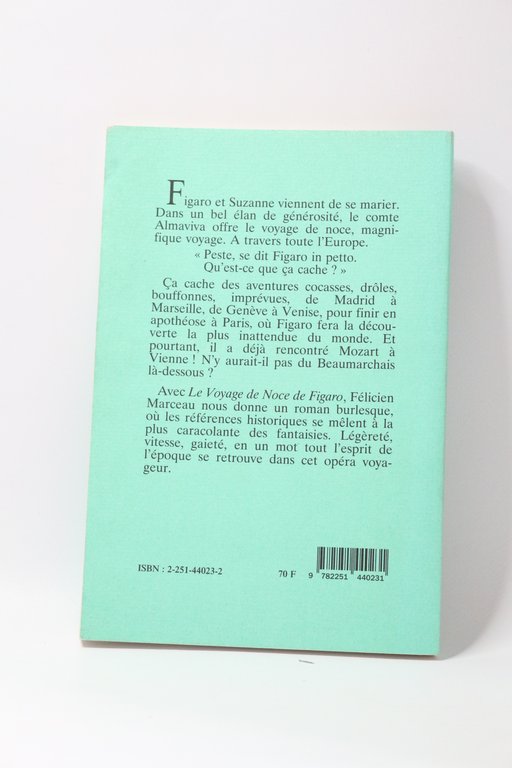 Figaro et Suzanne viennent de se marier.
Dans un bel élan de générosité, le comte
Almaviva offre le voyage de noce, magni-
fique voyage. A travers toute l'Europe.
« Peste, se dit Figaro in petto.
Qu'est-ce que ça cache ? »
Ça cache des aventures cocasses, drôles,
bouffonnes, imprévues, de Madrid à
Marseille, de Genève à Venise, pour finir en
apothéose à Paris, où Figaro fera la décou-
verte la plus inattendue du monde. Et
pourtant, il a déjà rencontré Mozart à
Vienne ! N'y aurait-il pas du Beaumarchais
là-dessous ?
Avec Le Voyage de Noce de Figaro, Félicien
Marceau nous donne un roman burlesque,
où les références historiques se mêlent à la
plus caracolante des fantaisies. Légèreté,
vitesse, gaieté, en un mot tout l'esprit de
l'époque se retrouve dans cet opéra voya-
geur.
ISBN : 2-251-44023-2 70 F 9 782251 440231